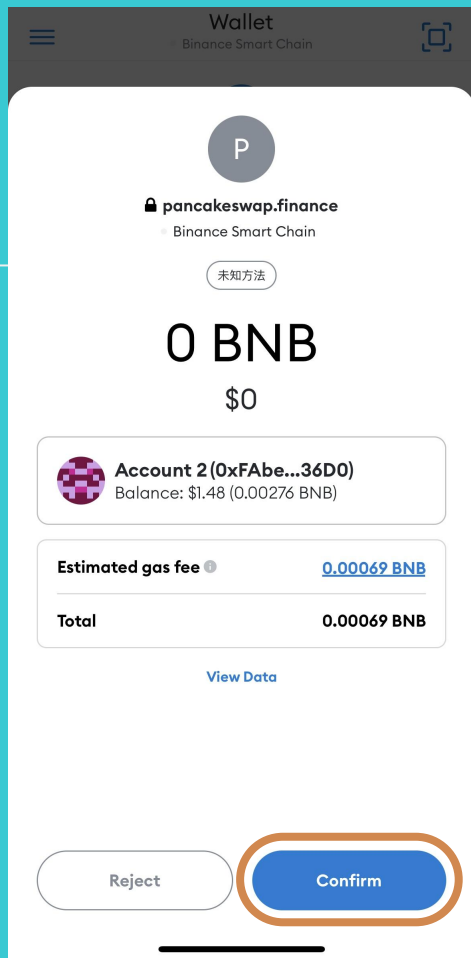 Wallet
Binance Smart Chain
P
pancakeswap.finance
Binance Smart Chain
未知方法
0 BNB
$0
Account 2 (0xFAbe...36D0)
Balance: $1.48 (0.00276 BNB)
Estimated gas fee 0.00069 BNB
Total 0.00069 BNB
View Data
Reject Confirm